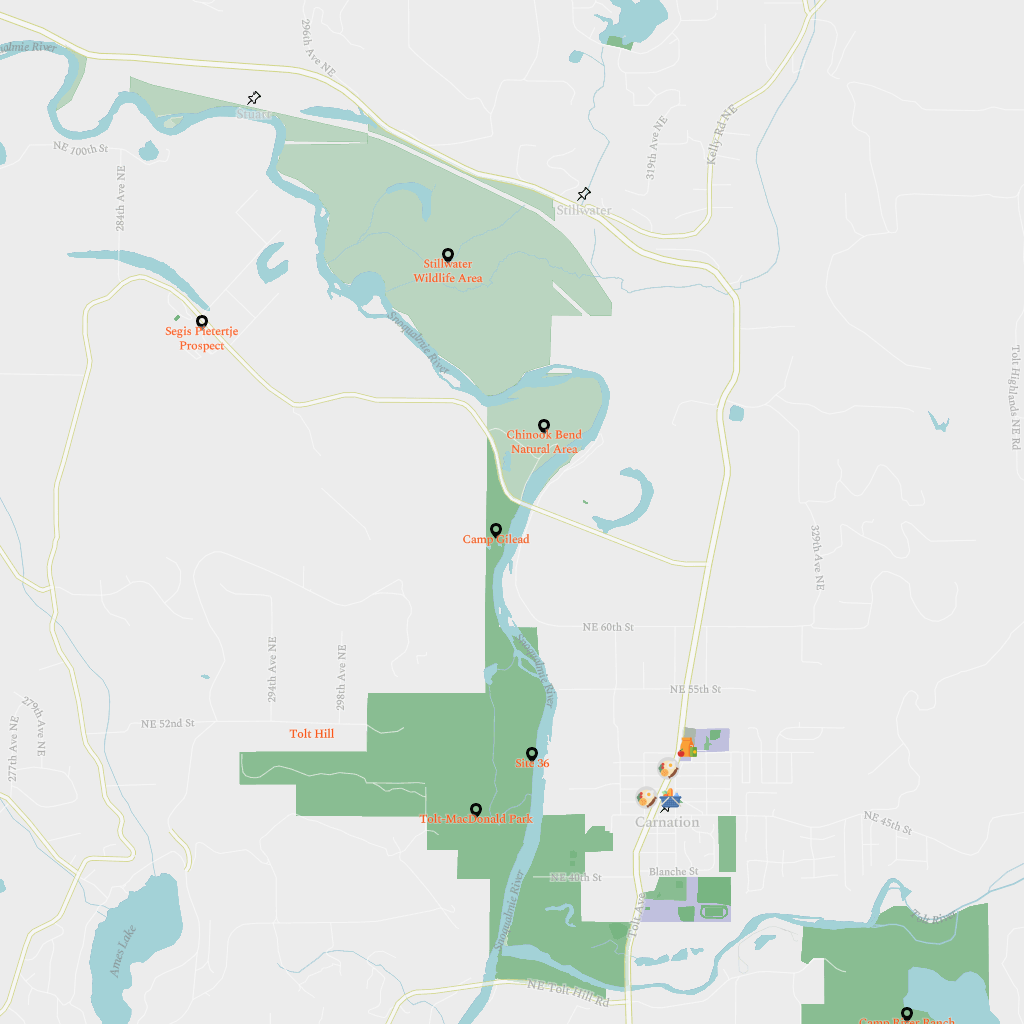 296th Ave NE
almie River
Stuart
NE 100th St
319th Ave NE
Kelly Rd NE
284th Ave NE
Stillwater
Stillwater
Wildlife Area
Segis Pietertje
Prospect
Snoqualmie River
Tolt Highlands NE Rd
Chinook Bend
Natural Area
Camp Gilead
329th Ave NE
NE 60th St
Snoqualmie River
294th Ave NE
298th Ave NE
NE 55th St
279th Ave NE
277th Ave NE
NE 52nd St
Tolt Hill
Site 36
Tolt-MacDonald Park
Carnation
NE 45th St
Blanche St
NE 40th St
Snoqualmie River
Tolt Ave
Tolt River
Ames Lake
NE Tolt Hill Rd
Camp River Ranch